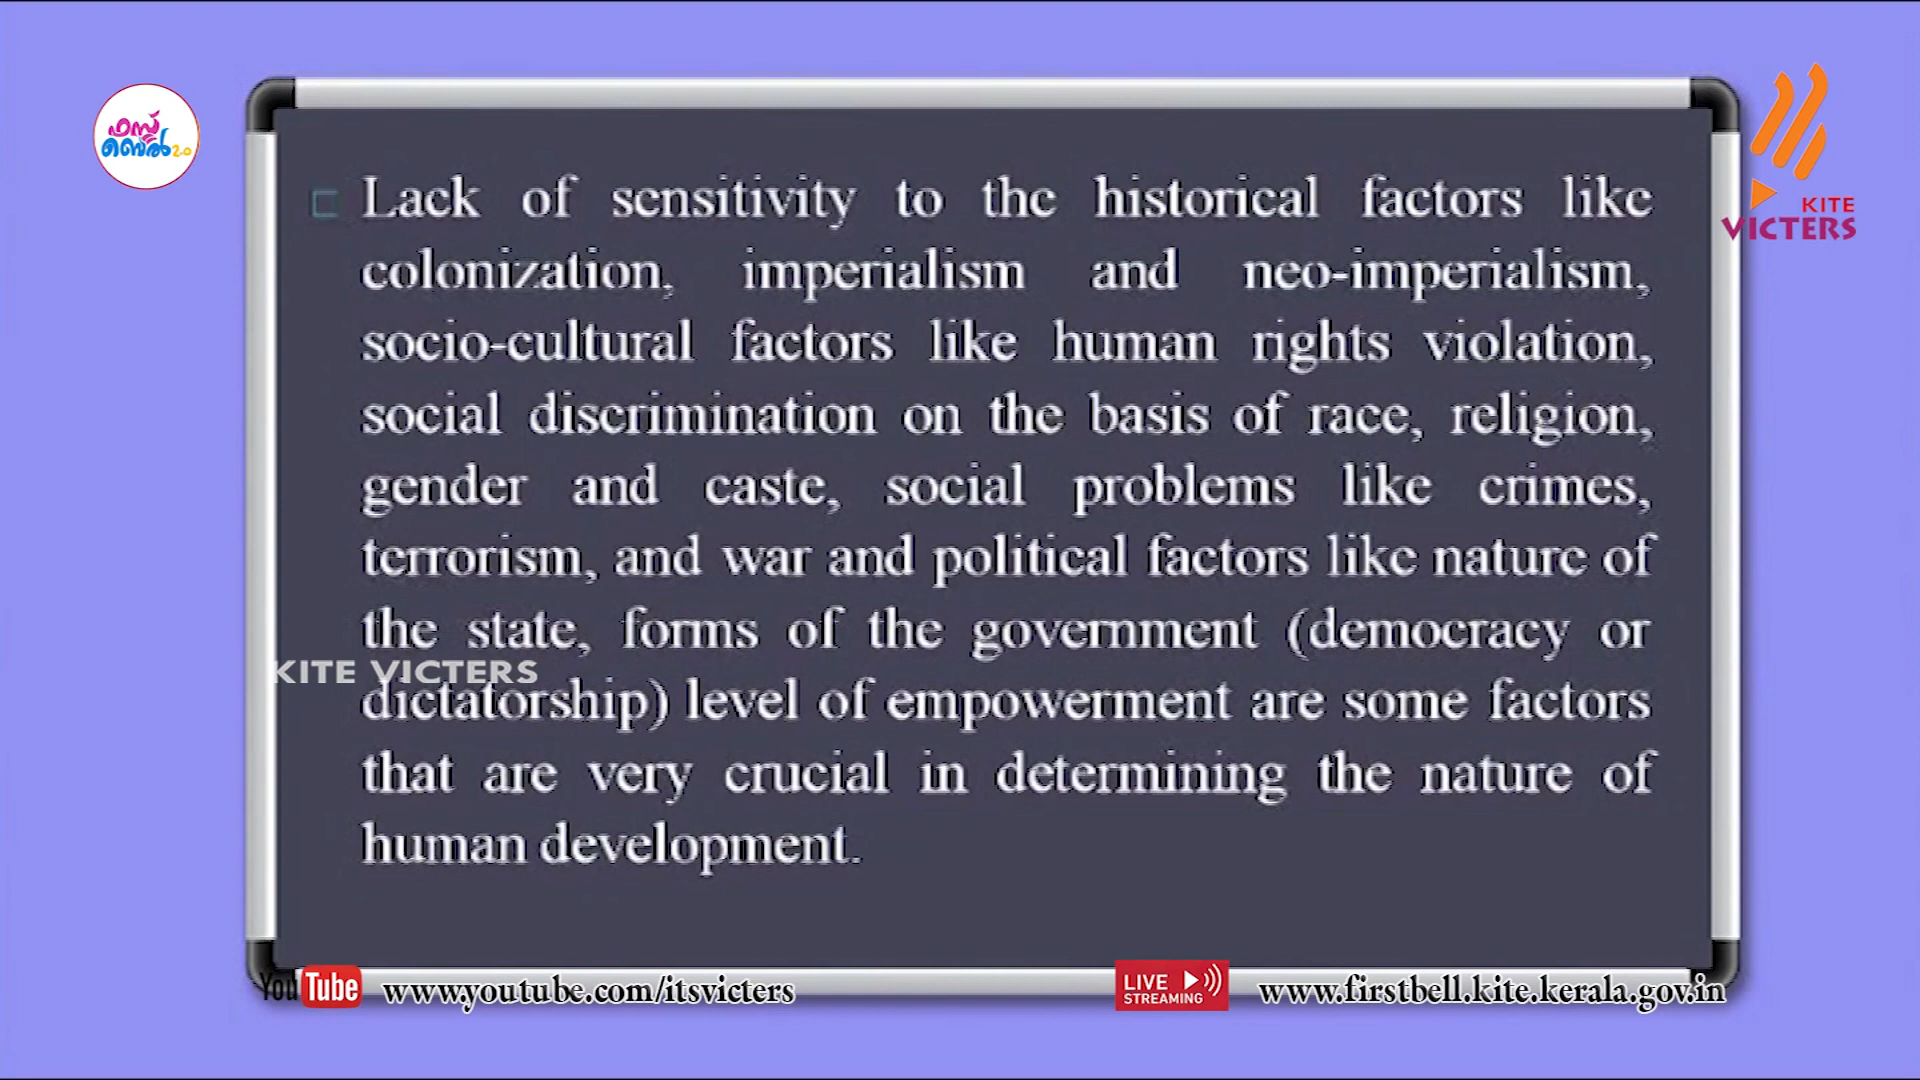 ഫസ്റ്റ്
ബെൽ 2.0
KITE
VICTERS
Lack of sensitivity to the historical factors like
colonization, imperialism and neo-imperialism,
socio-cultural factors like human rights violation,
social discrimination on the basis of race, religion,
gender and caste, social problems like crimes,
terrorism, and war and political factors like nature of
the state, forms of the government (democracy or
KITE VICTERS
dictatorship) level of empowerment are some factors
that are very crucial in determining the nature of
human development.
YouTube www.youtube.com/itsvicters
LIVE STREAMING www.firstbell.kite.kerala.gov.in